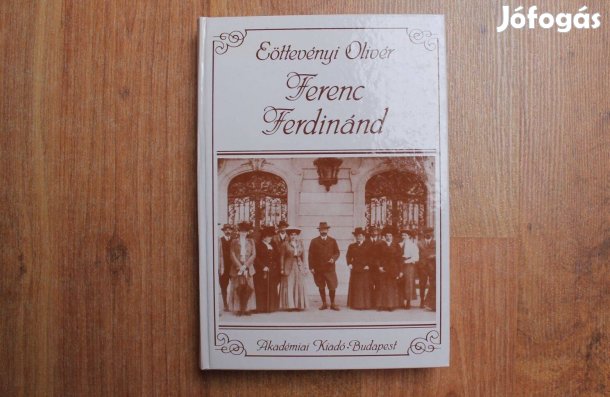 Jófogás
Eöttevényi Olivér
Ferenc
Ferdinánd
Akadémiai Kiadó·Budapest